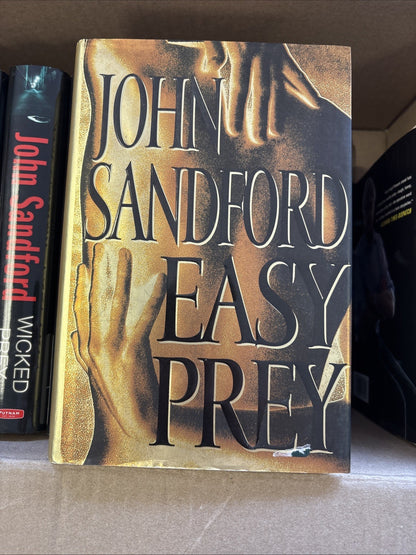 JOHN
SANDFORD
EASY
PREY
John Sandford
WICKED
PREY
PUTNAM